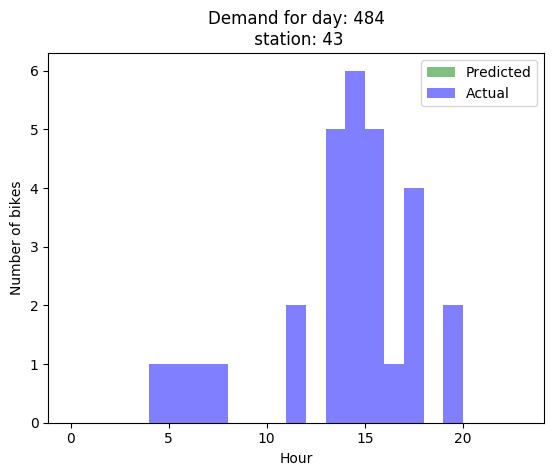 Demand for day: 484
station: 43
Predicted
Actual
Number of bikes
6
5
4
3
2
1
0
0
5
10
15
20
Hour